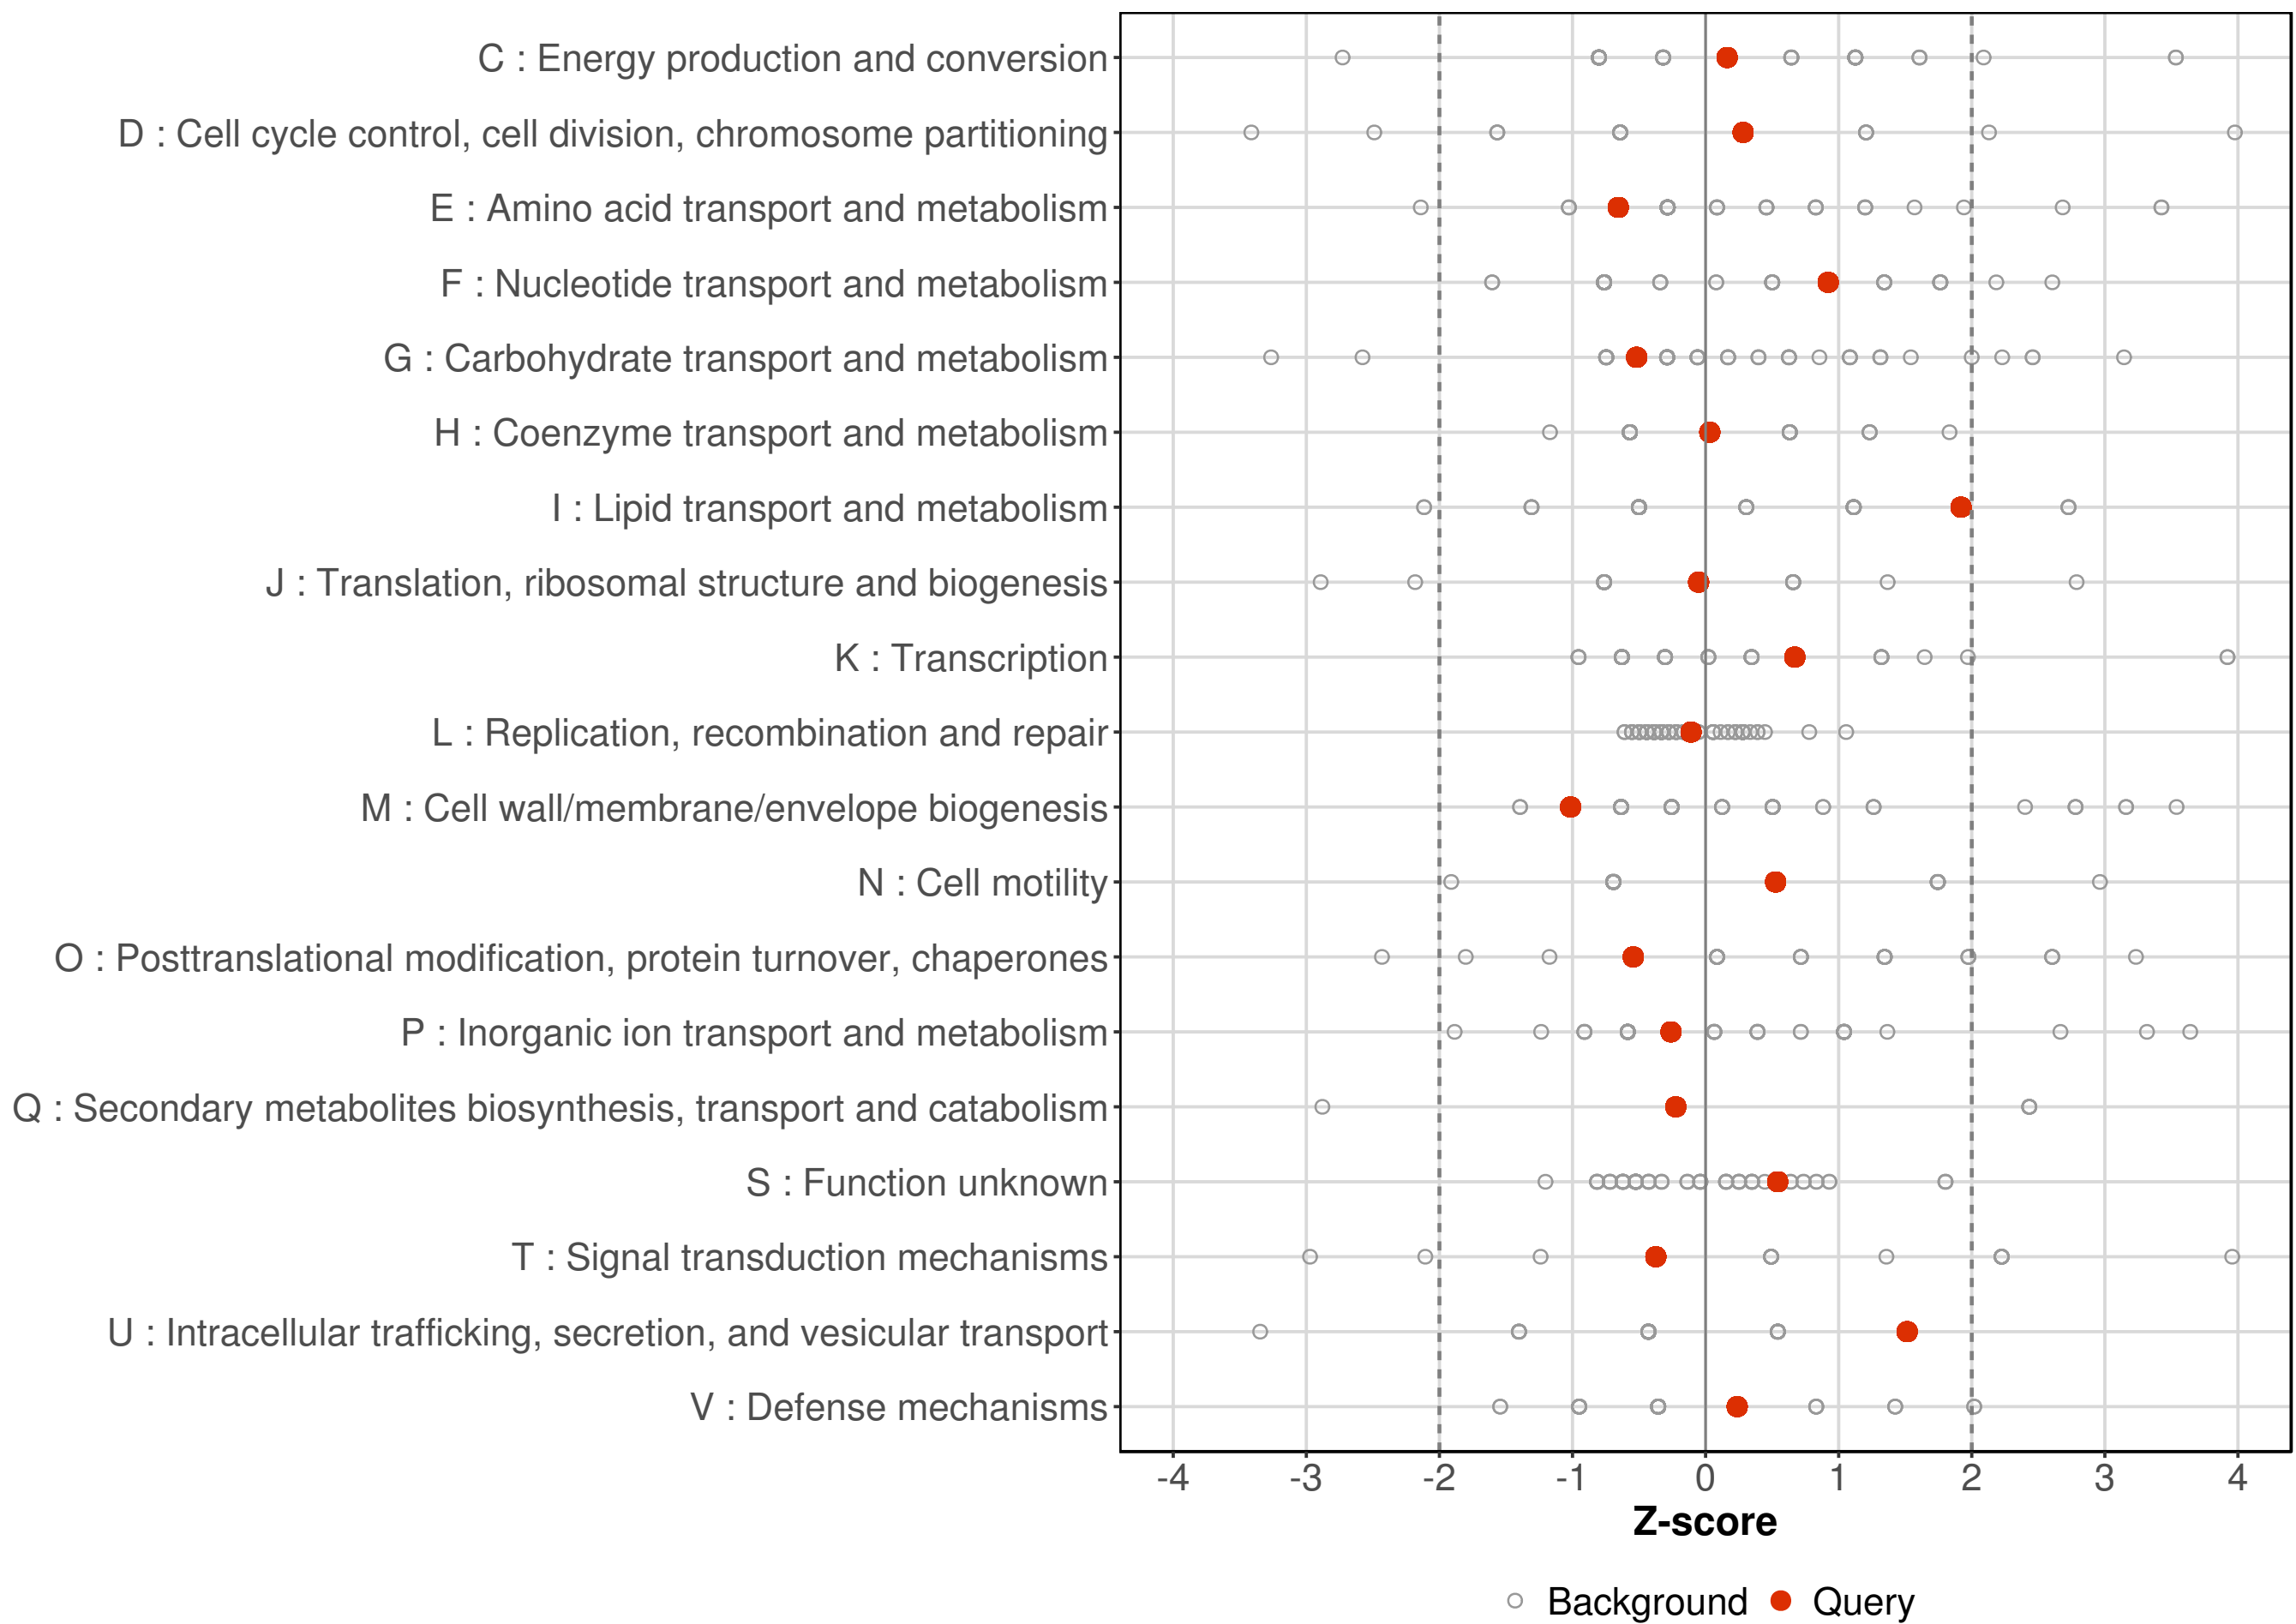 C : Energy production and conversion
D : Cell cycle control, cell division, chromosome partitioning
E : Amino acid transport and metabolism
F : Nucleotide transport and metabolism
G : Carbohydrate transport and metabolism
H : Coenzyme transport and metabolism
I : Lipid transport and metabolism
J : Translation, ribosomal structure and biogenesis
K : Transcription
L : Replication, recombination and repair
M : Cell wall/membrane/envelope biogenesis
N : Cell motility
O : Posttranslational modification, protein turnover, chaperones
P : Inorganic ion transport and metabolism
Q : Secondary metabolites biosynthesis, transport and catabolism
S : Function unknown
T : Signal transduction mechanisms
U : Intracellular trafficking, secretion, and vesicular transport
V : Defense mechanisms
-4 -3 -2 -1 0 1 2 3 4
Z-score
Background Query